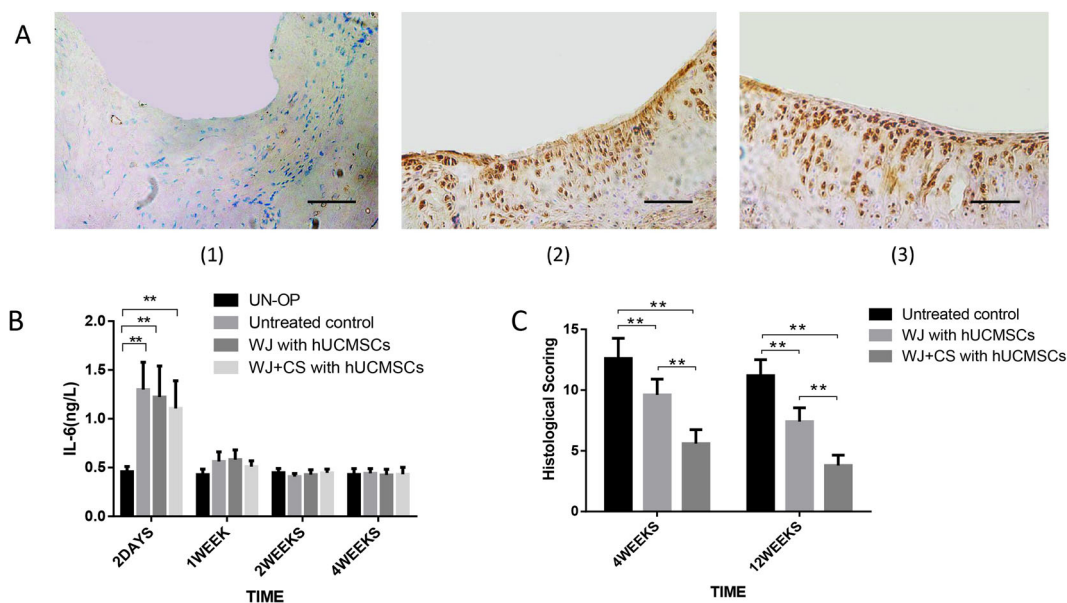 A
(1)
(2)
(3)
B
UN-OP
Untreated control
WJ with hUCMSCs
WJ+CS with hUCMSCs
**
**
**
IL-6(ng/L)
2.0
1.5
1.0
0.5
0.0
2DAYS
1WEEK
2WEEKS
4WEEKS
TIME
C
Untreated control
WJ with hUCMSCs
WJ+CS with hUCMSCs
**
**
**
**
**
**
Histological Scoring
15
10
5
0
4WEEKS
12WEEKS
TIME